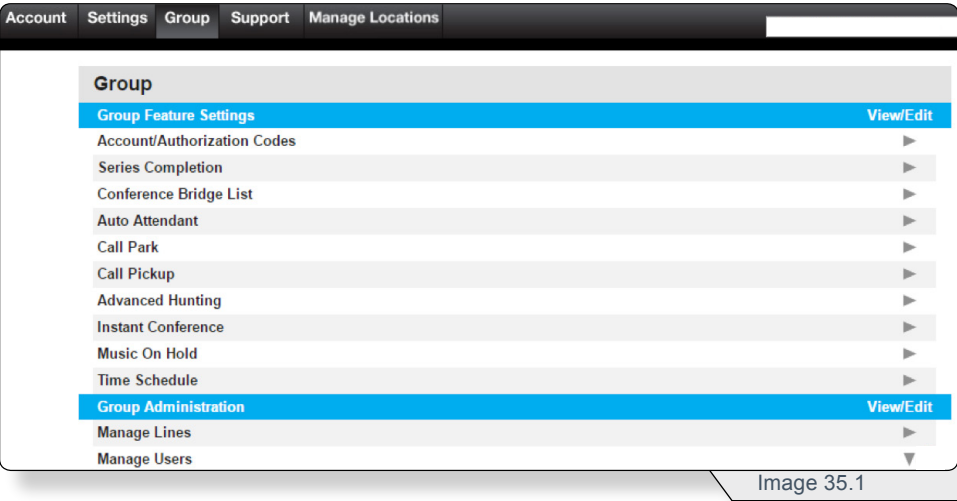 Account Settings Group Support Manage Locations
Group
Group Feature Settings View/Edit
Account/Authorization Codes
Series Completion
Conference Bridge List
Auto Attendant
Call Park
Call Pickup
Advanced Hunting
Instant Conference
Music On Hold
Time Schedule
Group Administration View/Edit
Manage Lines
Manage Users
Image 35.1